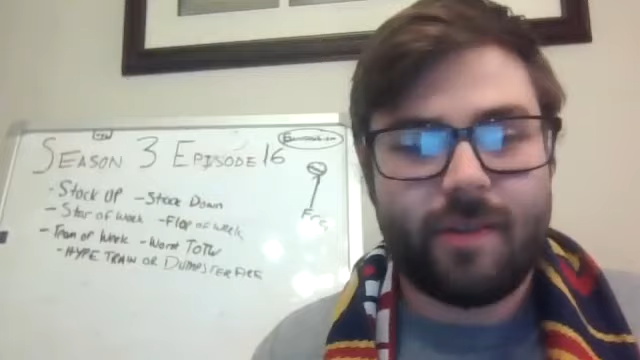 SEASON 3 EPISODE 16
- Stock UP - Stock Down
- Star of week - Flop of week
- Team of Week - Worst TOTW
- HYPE TRAIN OR DUMPSTER FIRE